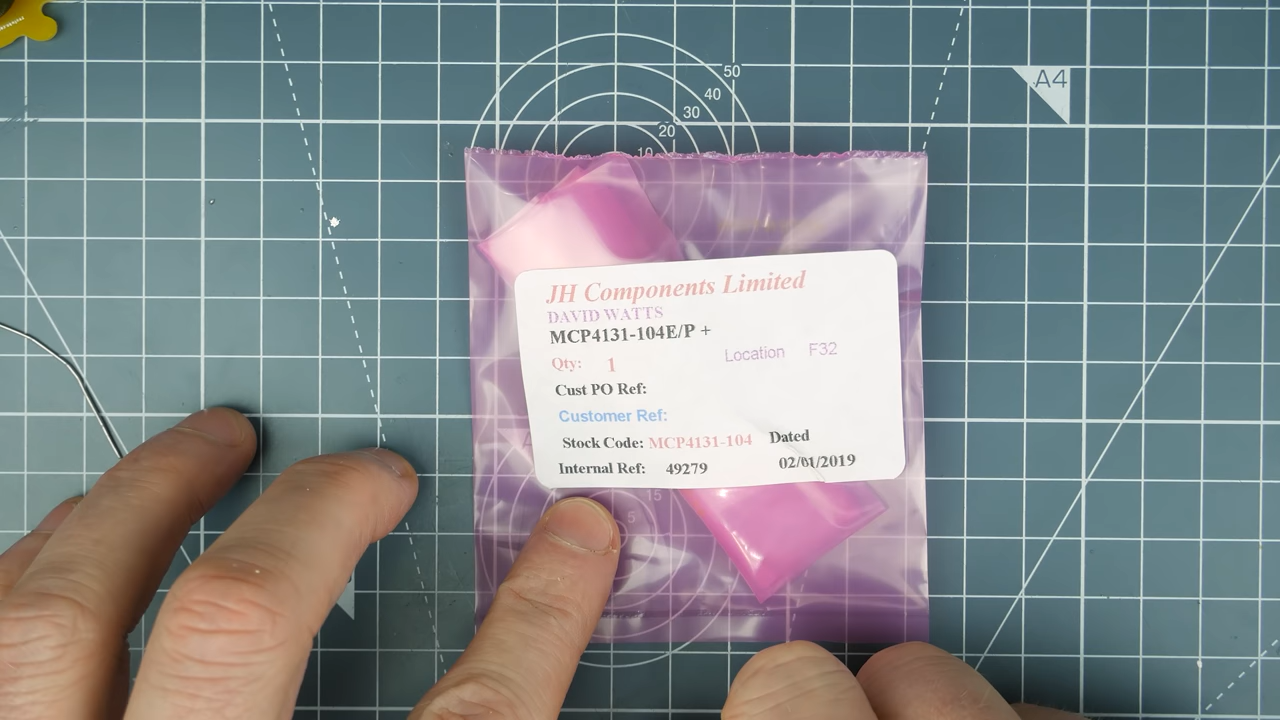 50
A4
40
30
20
10
JH Components Limited
DAVID WATTS
MCP4131-104E/P +
Qty: 1 Location F32
Cust PO Ref:
Customer Ref:
Stock Code: MCP4131-104 Dated
Internal Ref: 49279 02/01/2019
15
5